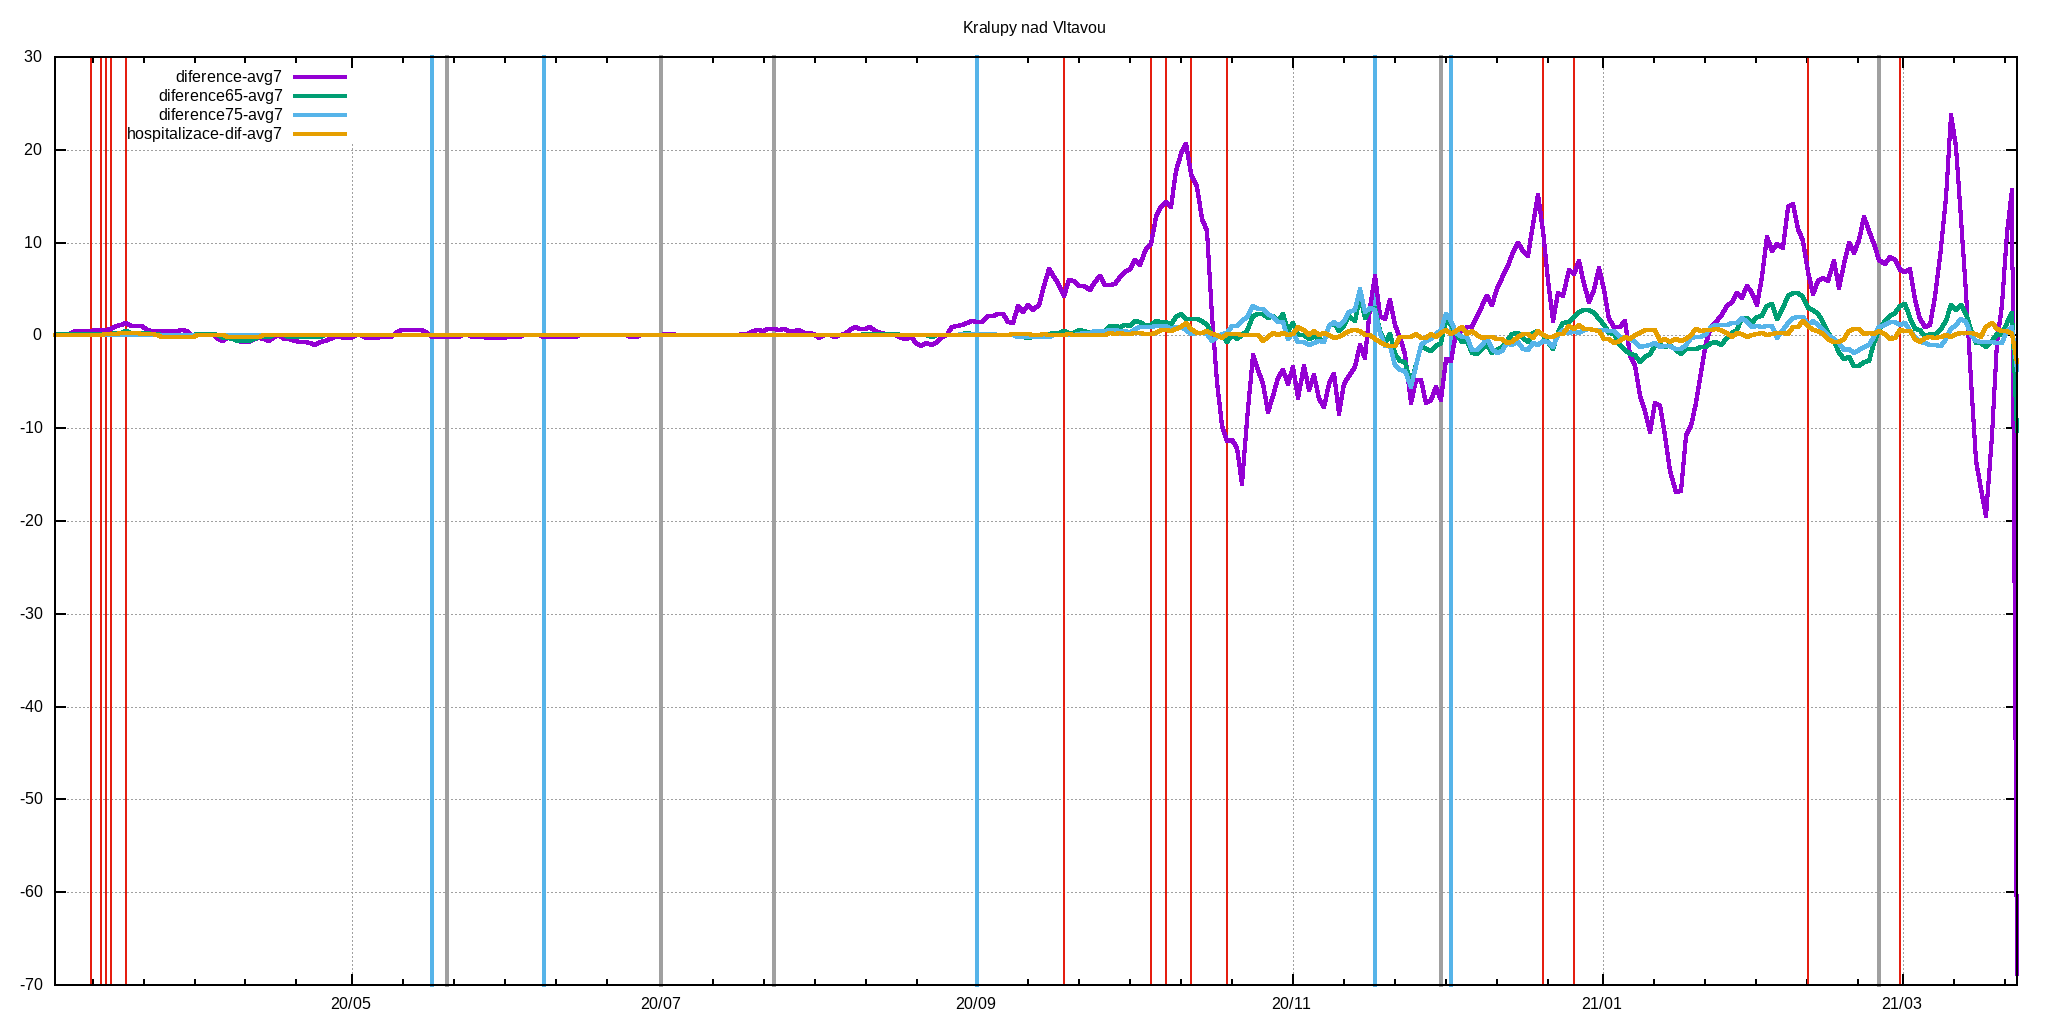 Kralupy nad Vltavou
30
20
10
0
-10
-20
-30
-40
-50
-60
-70
diference-avg7
diference65-avg7
diference75-avg7
hospitalizace-dif-avg7
20/05 20/07 20/09 20/11 21/01 21/03